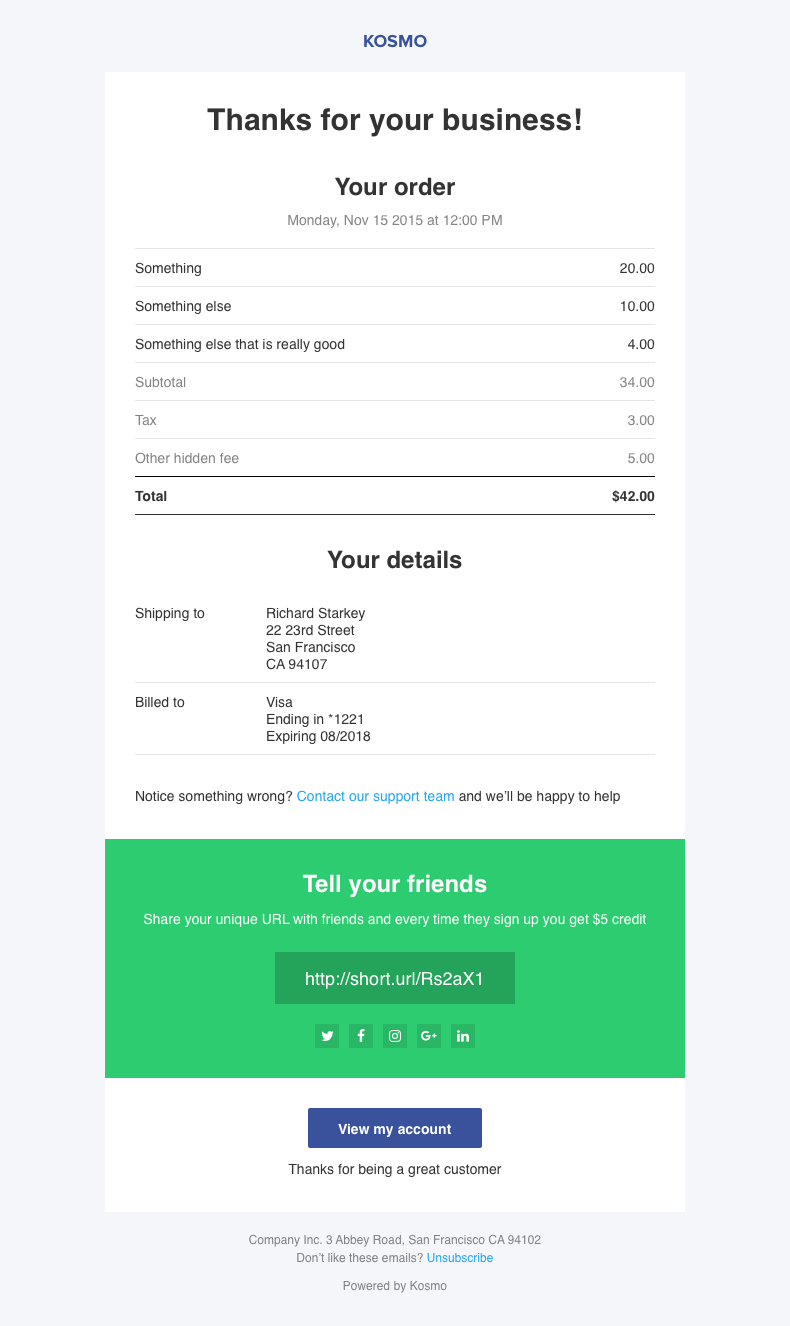 KOSMO
Thanks for your business!
Your order
Monday, Nov 15 2015 at 12:00 PM
Something 20.00
Something else 10.00
Something else that is really good 4.00
Subtotal 34.00
Tax 3.00
Other hidden fee 5.00
Total $42.00
Your details
Shipping to Richard Starkey
22 23rd Street
San Francisco
CA 94107
Billed to Visa
Ending in *1221
Expiring 08/2018
Notice something wrong? Contact our support team and we’ll be happy to help
Tell your friends
Share your unique URL with friends and every time they sign up you get $5 credit
http://short.url/Rs2aX1
View my account
Thanks for being a great customer
Company Inc. 3 Abbey Road, San Francisco CA 94102
Don’t like these emails? Unsubscribe
Powered by Kosmo